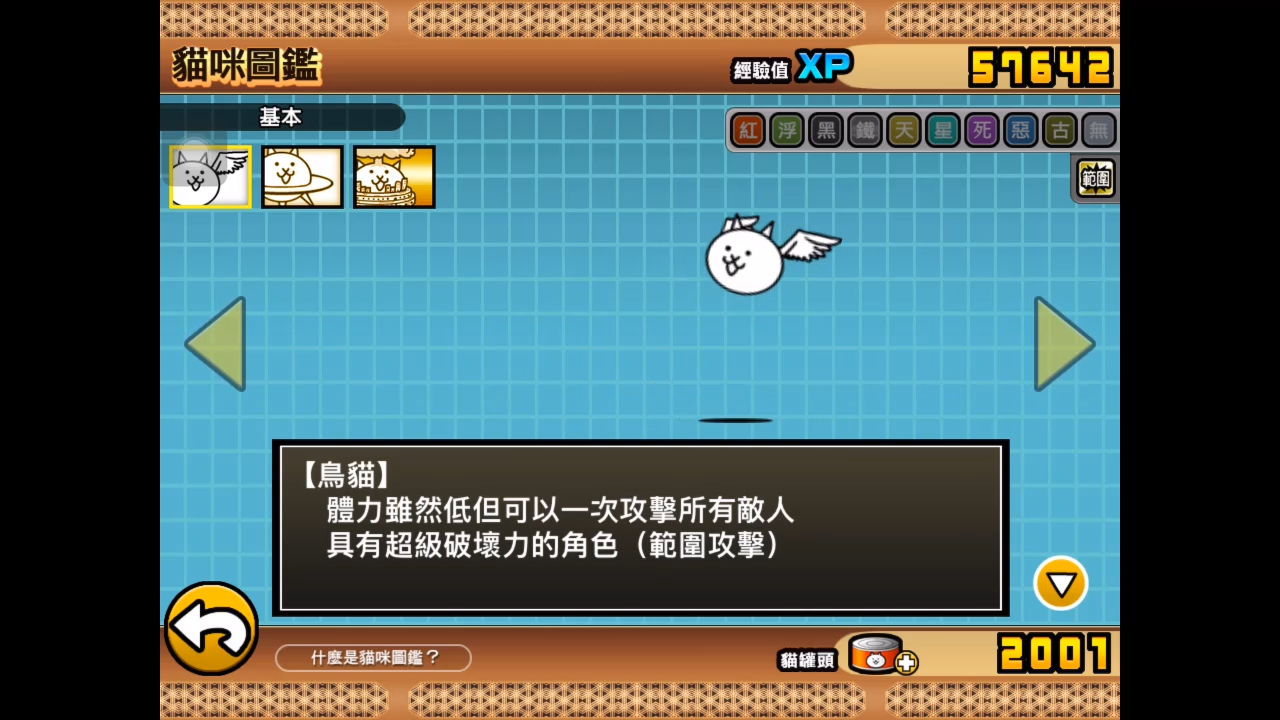 貓咪圖鑑
經驗值 XP 57642
基本
紅 浮 黑 鐵 天 星 死 惡 古 無
範圍
【鳥貓】
體力雖然低但可以一次攻擊所有敵人
具有超級破壞力的角色（範圍攻擊）
什麼是貓咪圖鑑？
貓罐頭 2001